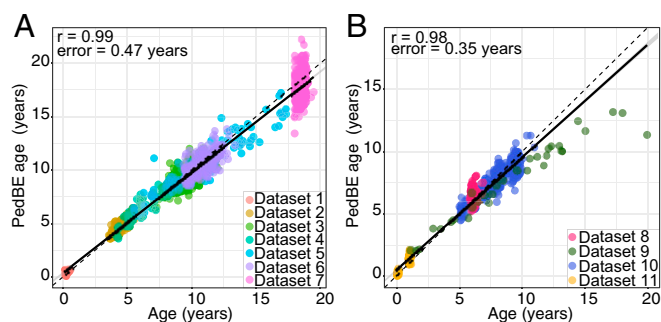 A
r = 0.99
error = 0.47 years
PedBE age (years)
20
15
10
5
0
0 5 10 15 20
Age (years)
Dataset 1
Dataset 2
Dataset 3
Dataset 4
Dataset 5
Dataset 6
Dataset 7
B
r = 0.98
error = 0.35 years
PedBE age (years)
15
10
5
0
0 5 10 15 20
Age (years)
Dataset 8
Dataset 9
Dataset 10
Dataset 11